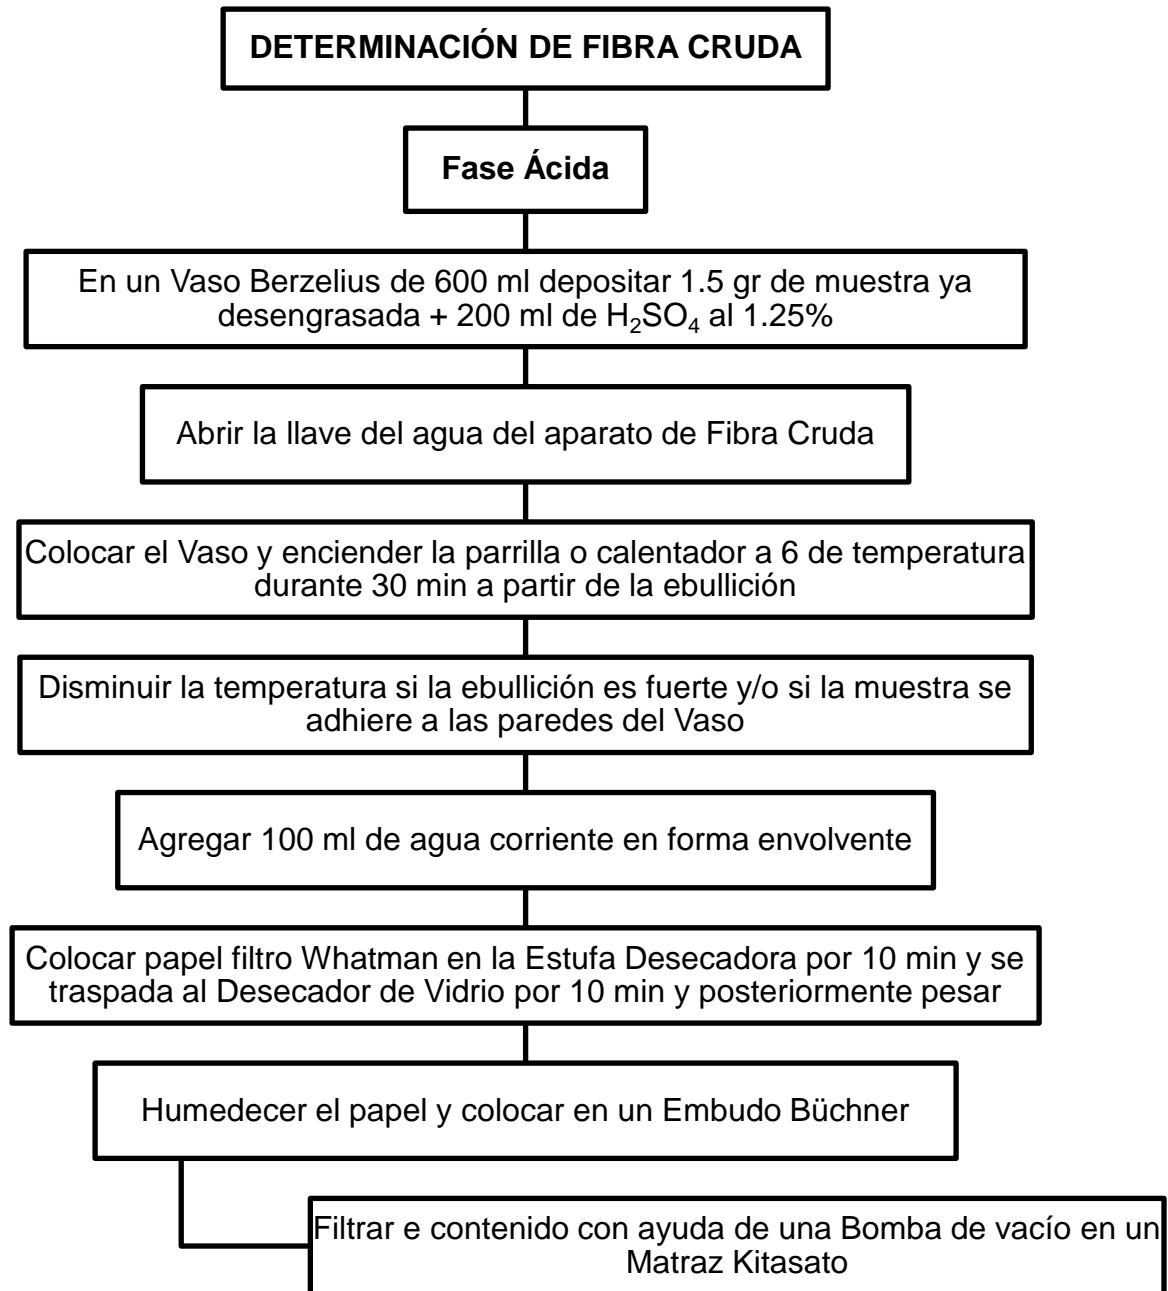 DETERMINACIÓN DE FIBRA CRUDA
Fase Ácida
En un Vaso Berzelius de 600 ml depositar 1.5 gr de muestra ya
desengrasada + 200 ml de H₂SO₄ al 1.25%
Abrir la llave del agua del aparato de Fibra Cruda
Colocar el Vaso y enciender la parrilla o calentador a 6 de temperatura
durante 30 min a partir de la ebullición
Disminuir la temperatura si la ebullición es fuerte y/o si la muestra se
adhiere a las paredes del Vaso
Agregar 100 ml de agua corriente en forma envolvente
Colocar papel filtro Whatman en la Estufa Desecadora por 10 min y se
traspada al Desecador de Vidrio por 10 min y posteriormente pesar
Humedecer el papel y colocar en un Embudo Büchner
Filtrar e contenido con ayuda de una Bomba de vacío en un
Matraz Kitasato